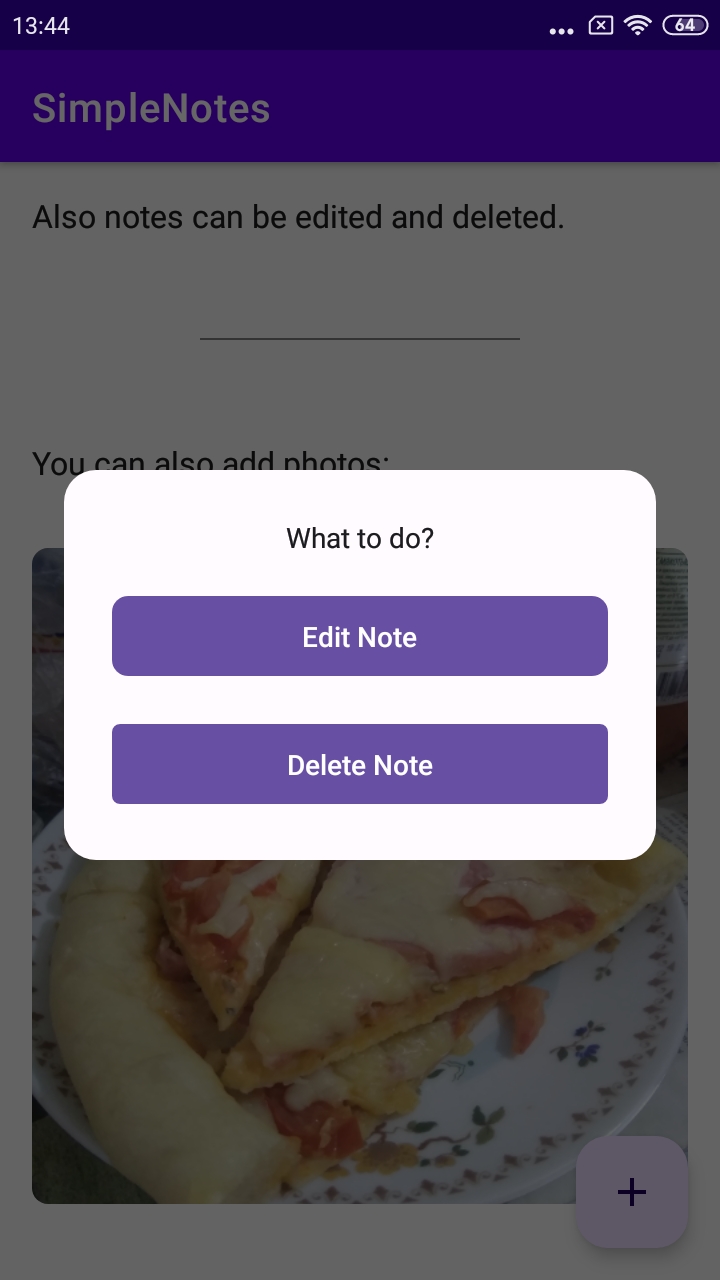 13:44
64
SimpleNotes
Also notes can be edited and deleted.
You can also add photos:
What to do?
Edit Note
Delete Note